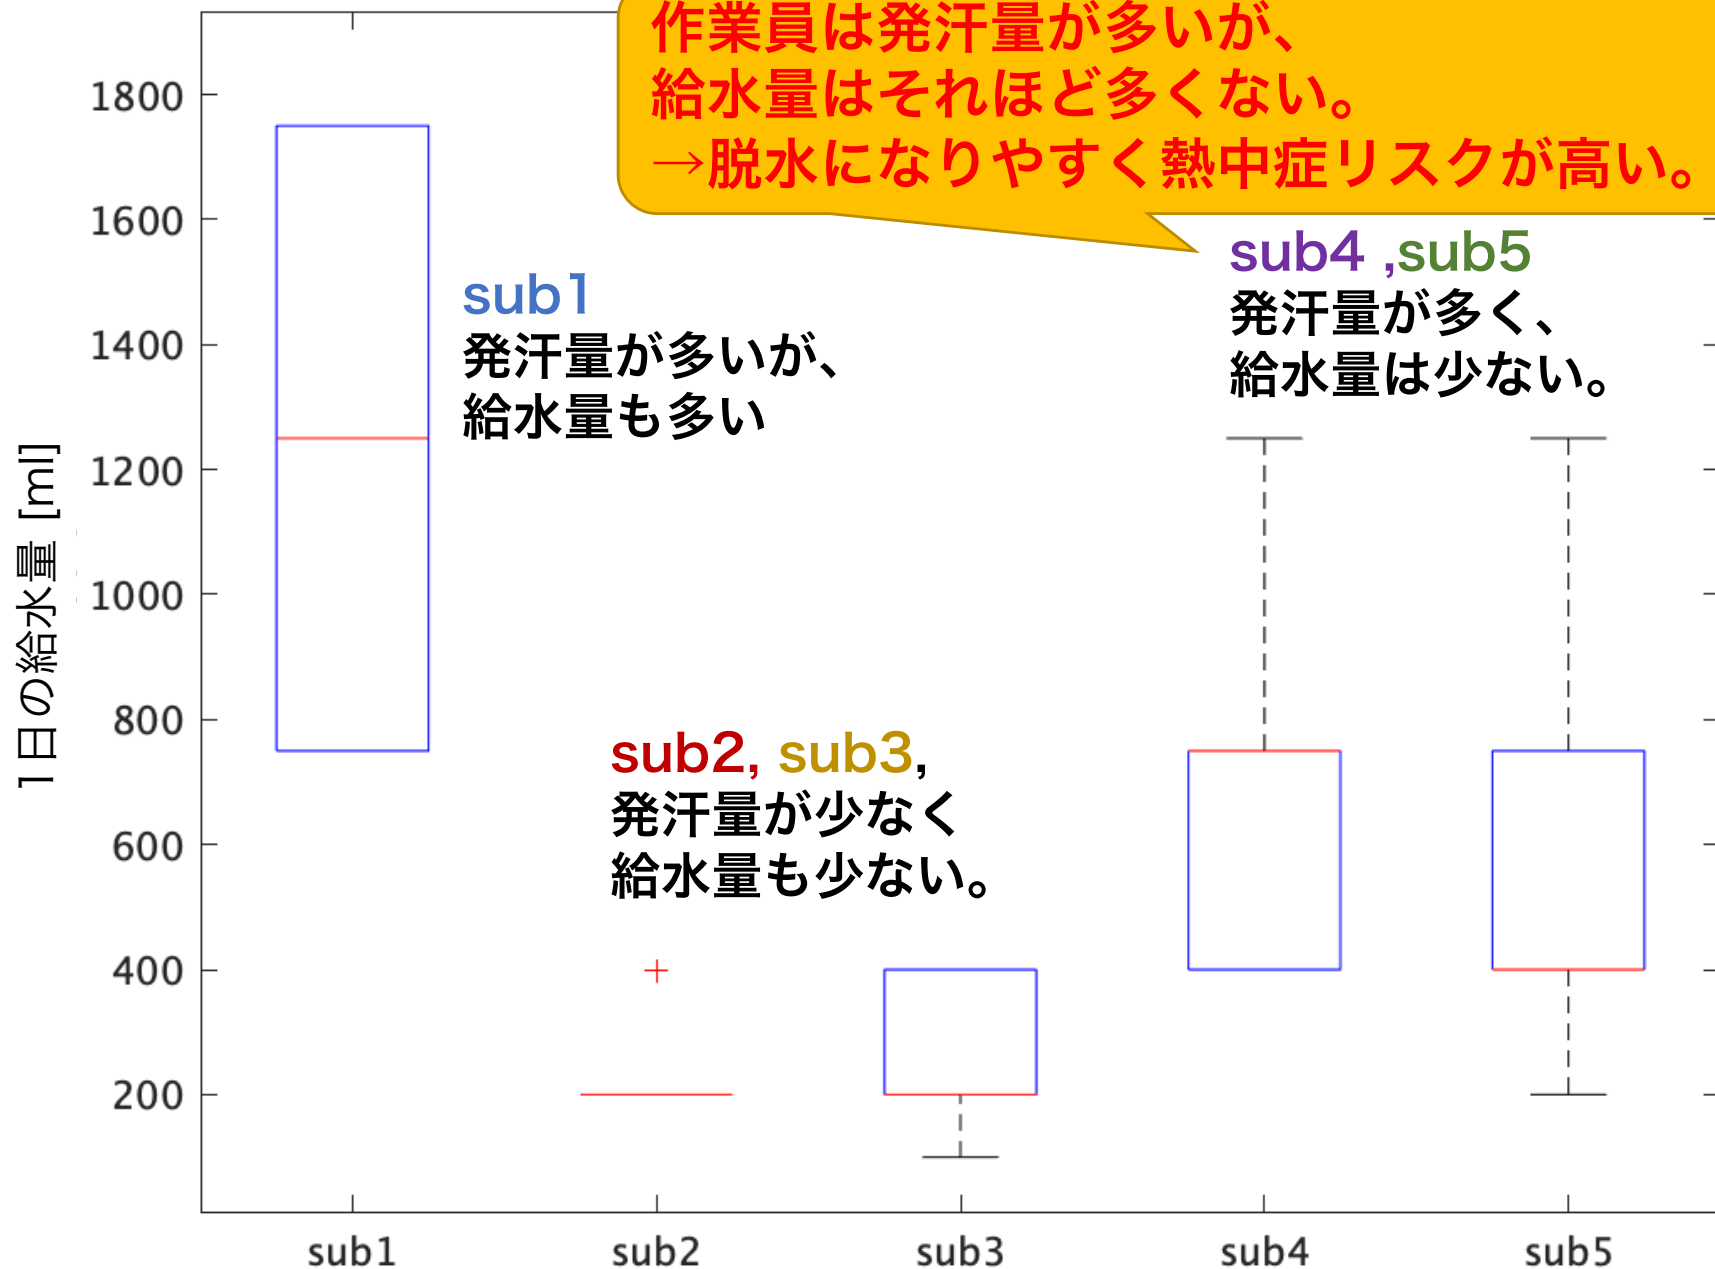 作業員は発汗量が多いが、
給水量はそれほど多くない。
→脱水になりやすく熱中症リスクが高い。
sub4 ,sub5
発汗量が多く、
給水量は少ない。
sub1
発汗量が多いが、
給水量も多い
sub2, sub3,
発汗量が少なく
給水量も少ない。
1日の給水量 [ml]
1800
1600
1400
1200
1000
800
600
400
200
sub1 sub2 sub3 sub4 sub5